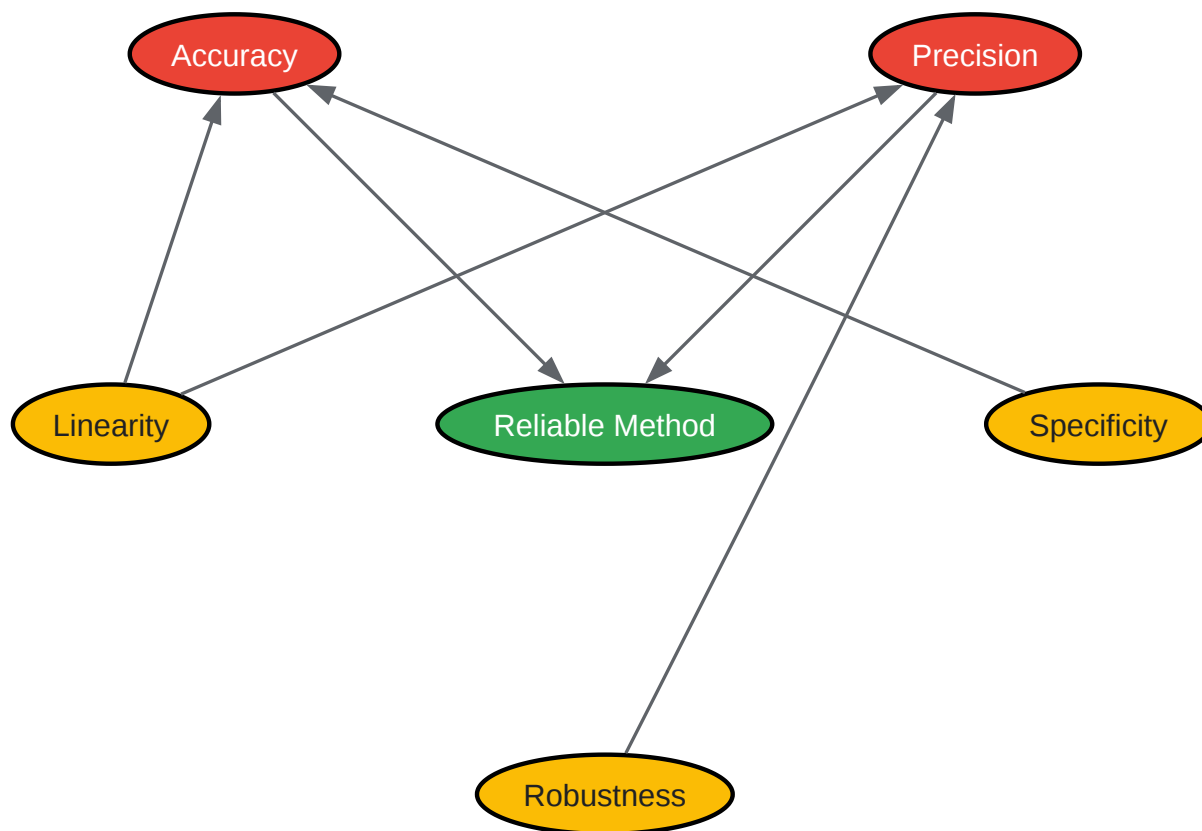 Accuracy
Precision
Linearity
Reliable Method
Specificity
Robustness